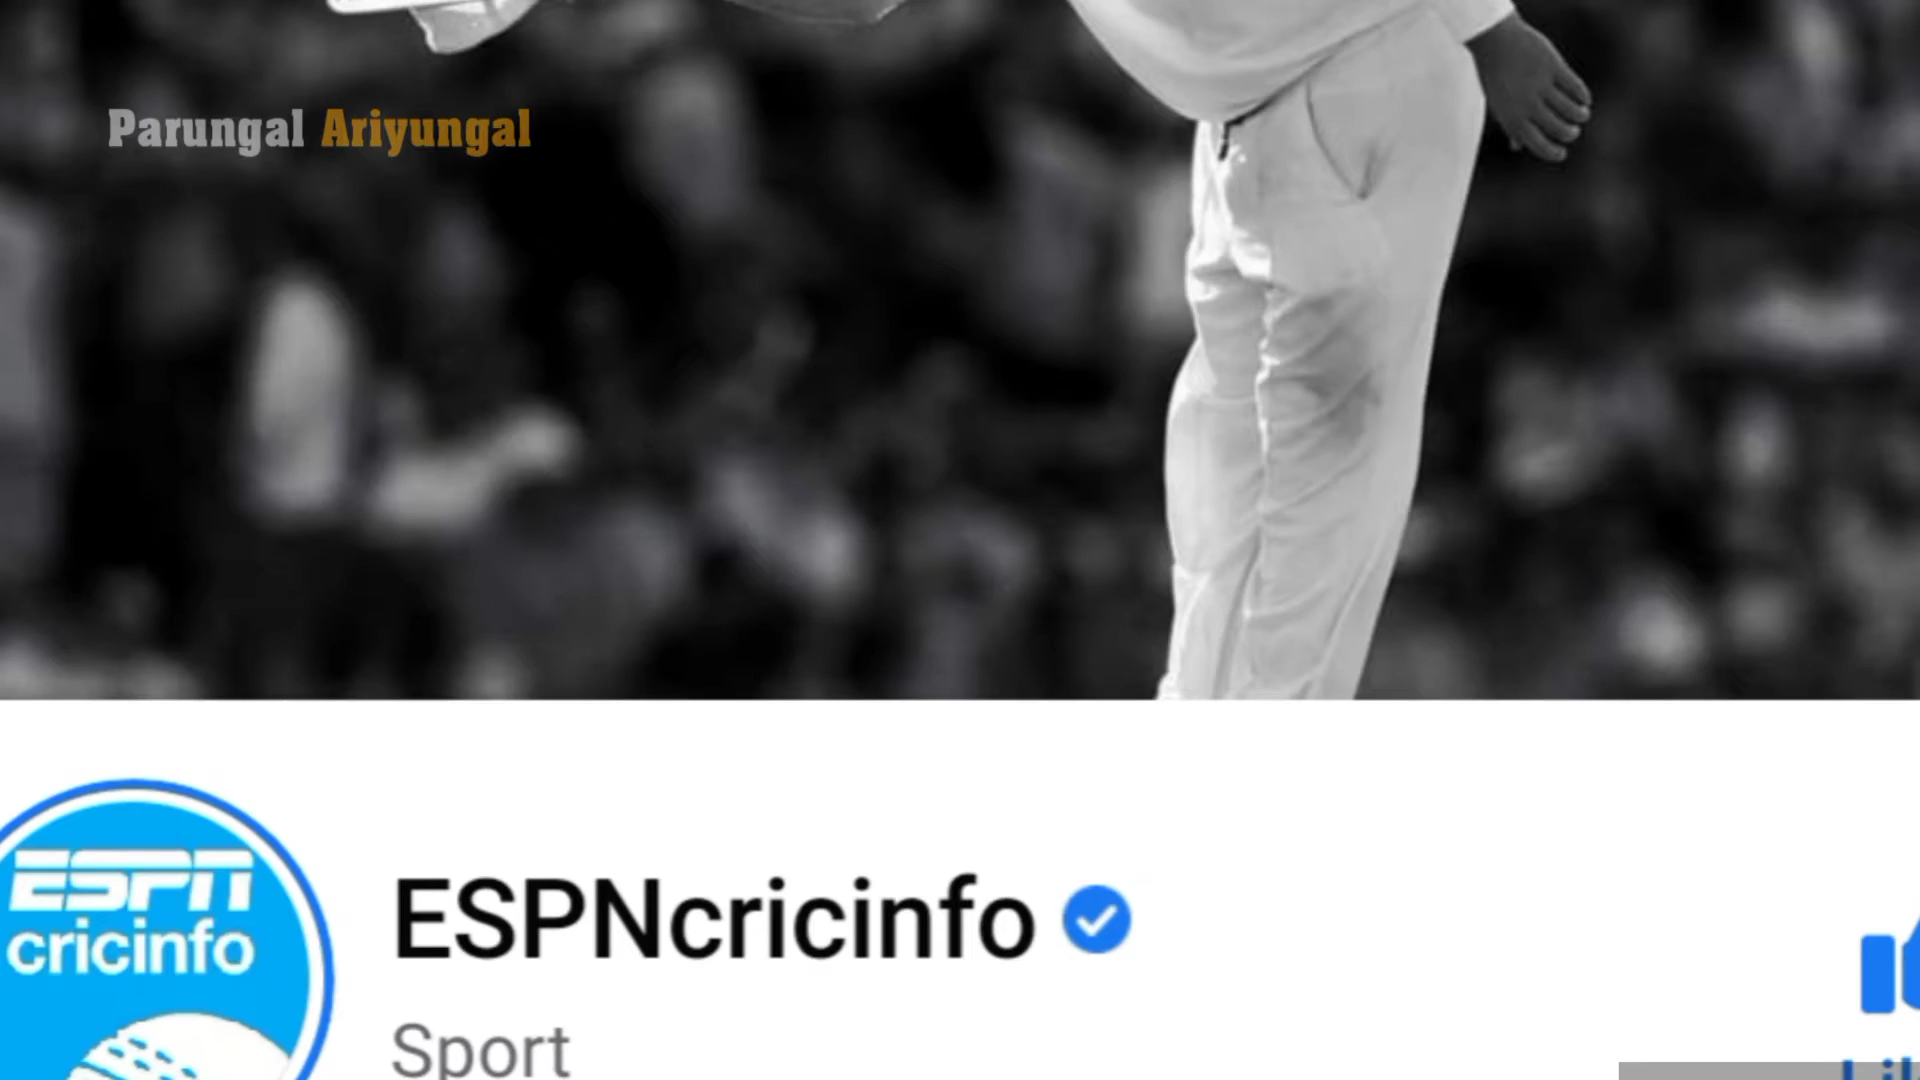 Parungal Ariyungal
ESPN
cricinfo
ESPNcricinfo
Sport